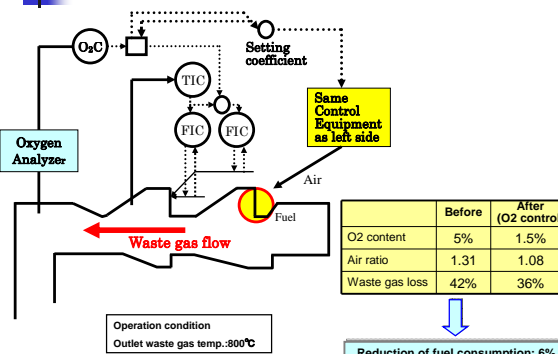 O₂C
Setting
coefficient
TIC
FIC
FIC
Same
Control
Equipment
as left side
Oxygen
Analyzer
Air
Fuel
Waste gas flow
Before
After
(O2 control
O2 content
5%
1.5%
Air ratio
1.31
1.08
Waste gas loss
42%
36%
Operation condition
Outlet waste gas temp.:800℃
Reduction of fuel consumption: 6%